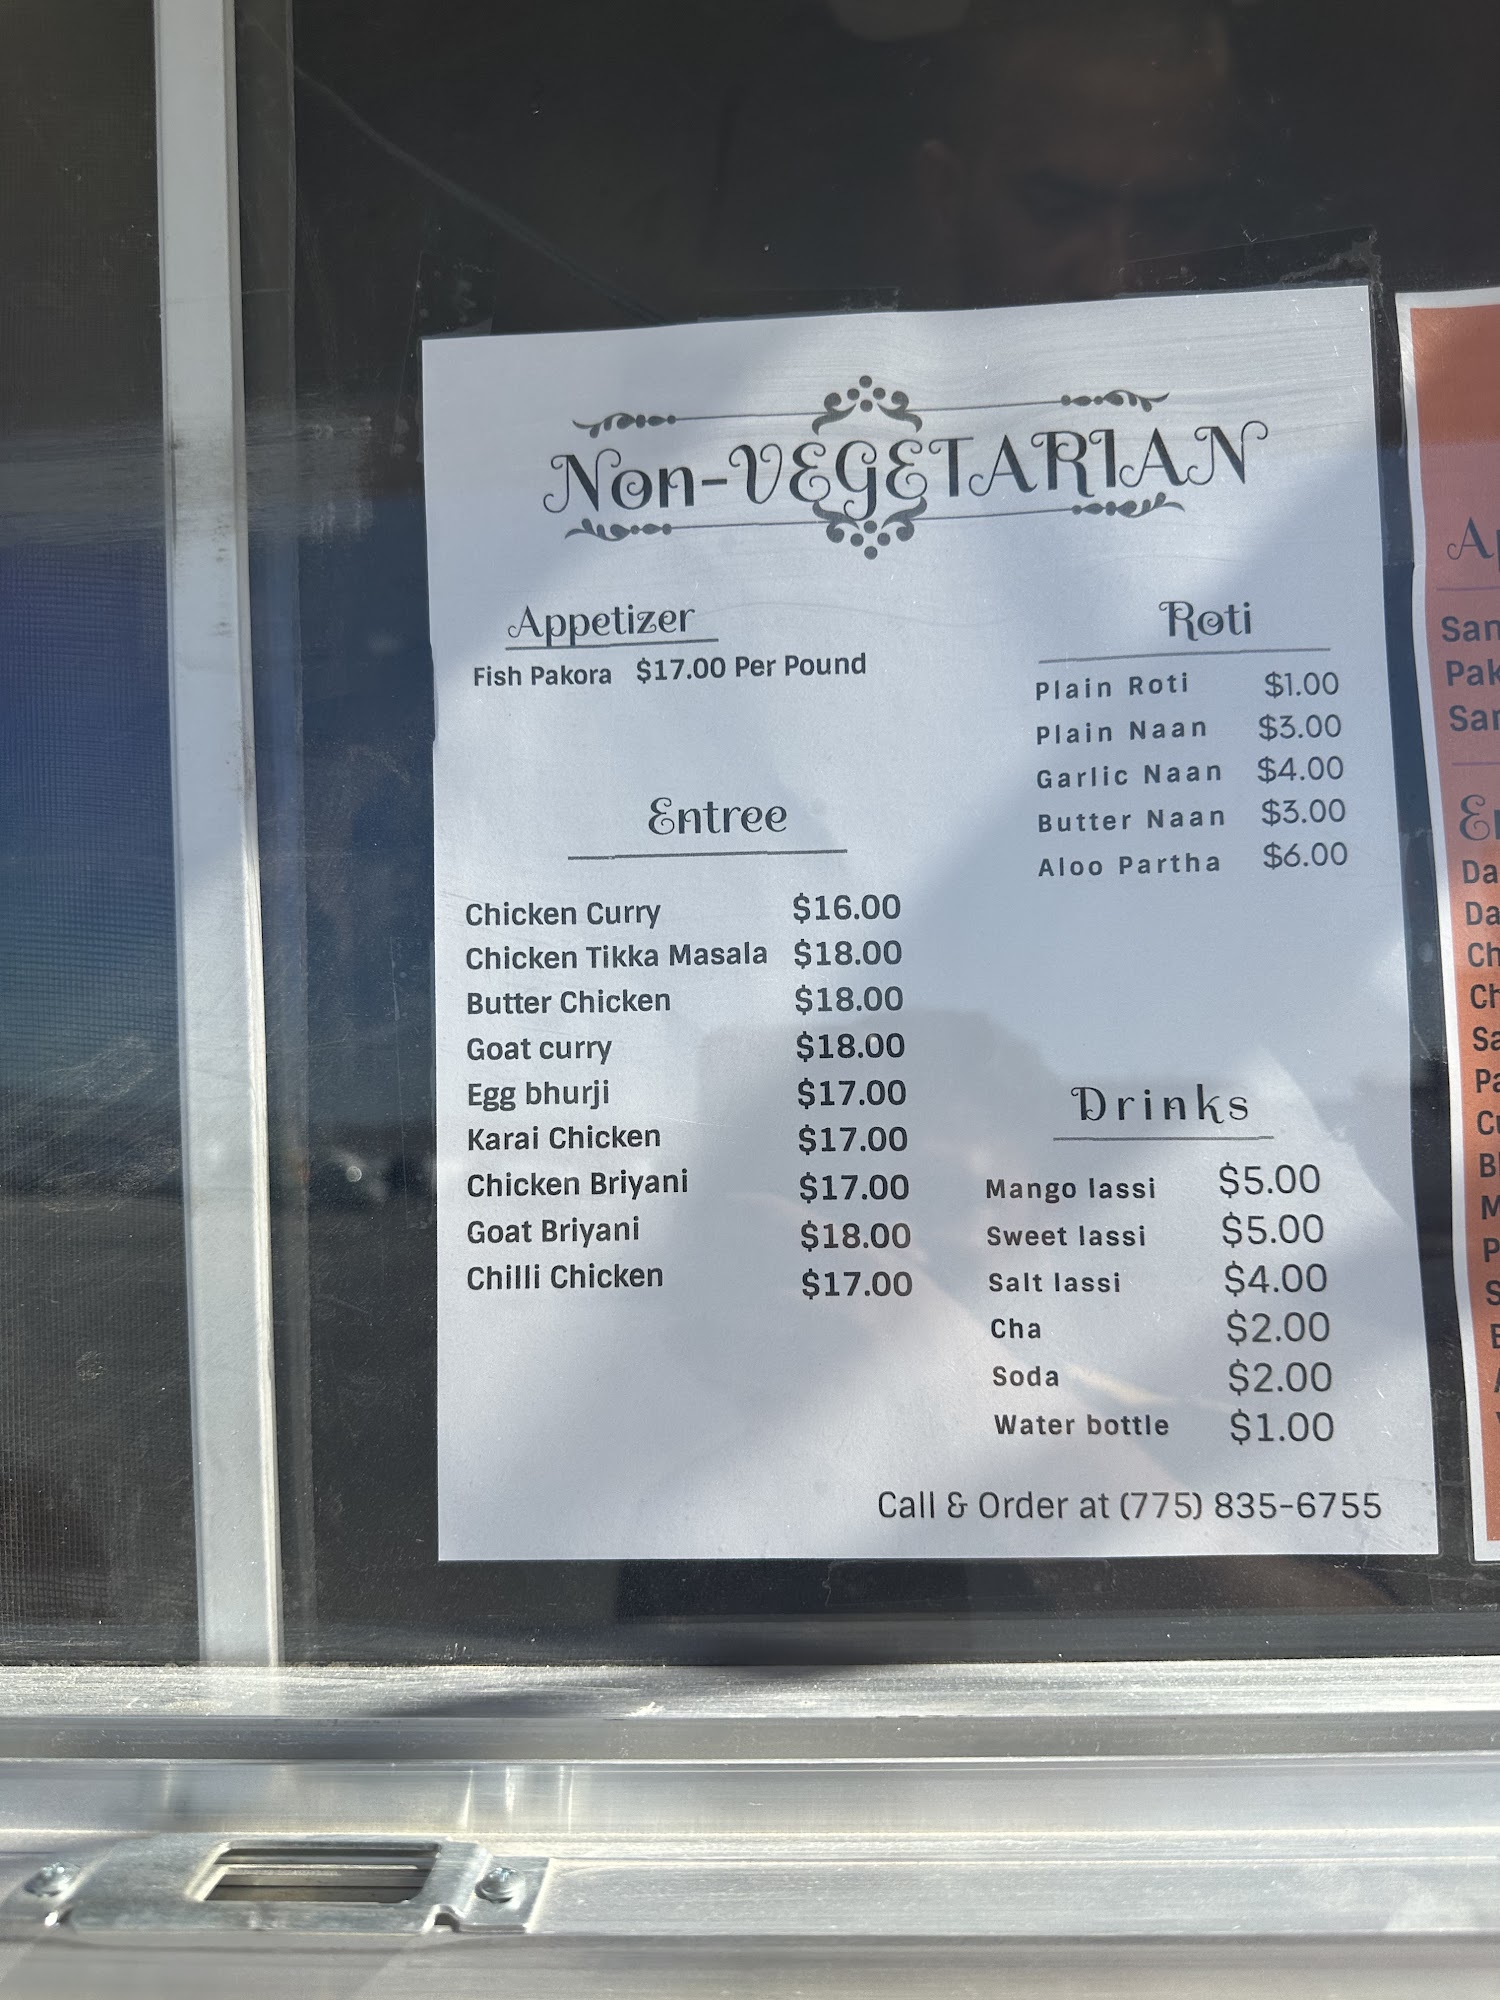 Non-VEGETARIAN
Appetizer
Fish Pakora $17.00 Per Pound
Entree
Chicken Curry $16.00
Chicken Tikka Masala $18.00
Butter Chicken $18.00
Goat curry $18.00
Egg bhurji $17.00
Karai Chicken $17.00
Chicken Briyani $17.00
Goat Briyani $18.00
Chilli Chicken $17.00
Roti
Plain Roti $1.00
Plain Naan $3.00
Garlic Naan $4.00
Butter Naan $3.00
Aloo Partha $6.00
Drinks
Mango lassi $5.00
Sweet lassi $5.00
Salt lassi $4.00
Cha $2.00
Soda $2.00
Water bottle $1.00
Call & Order at (775) 835-6755